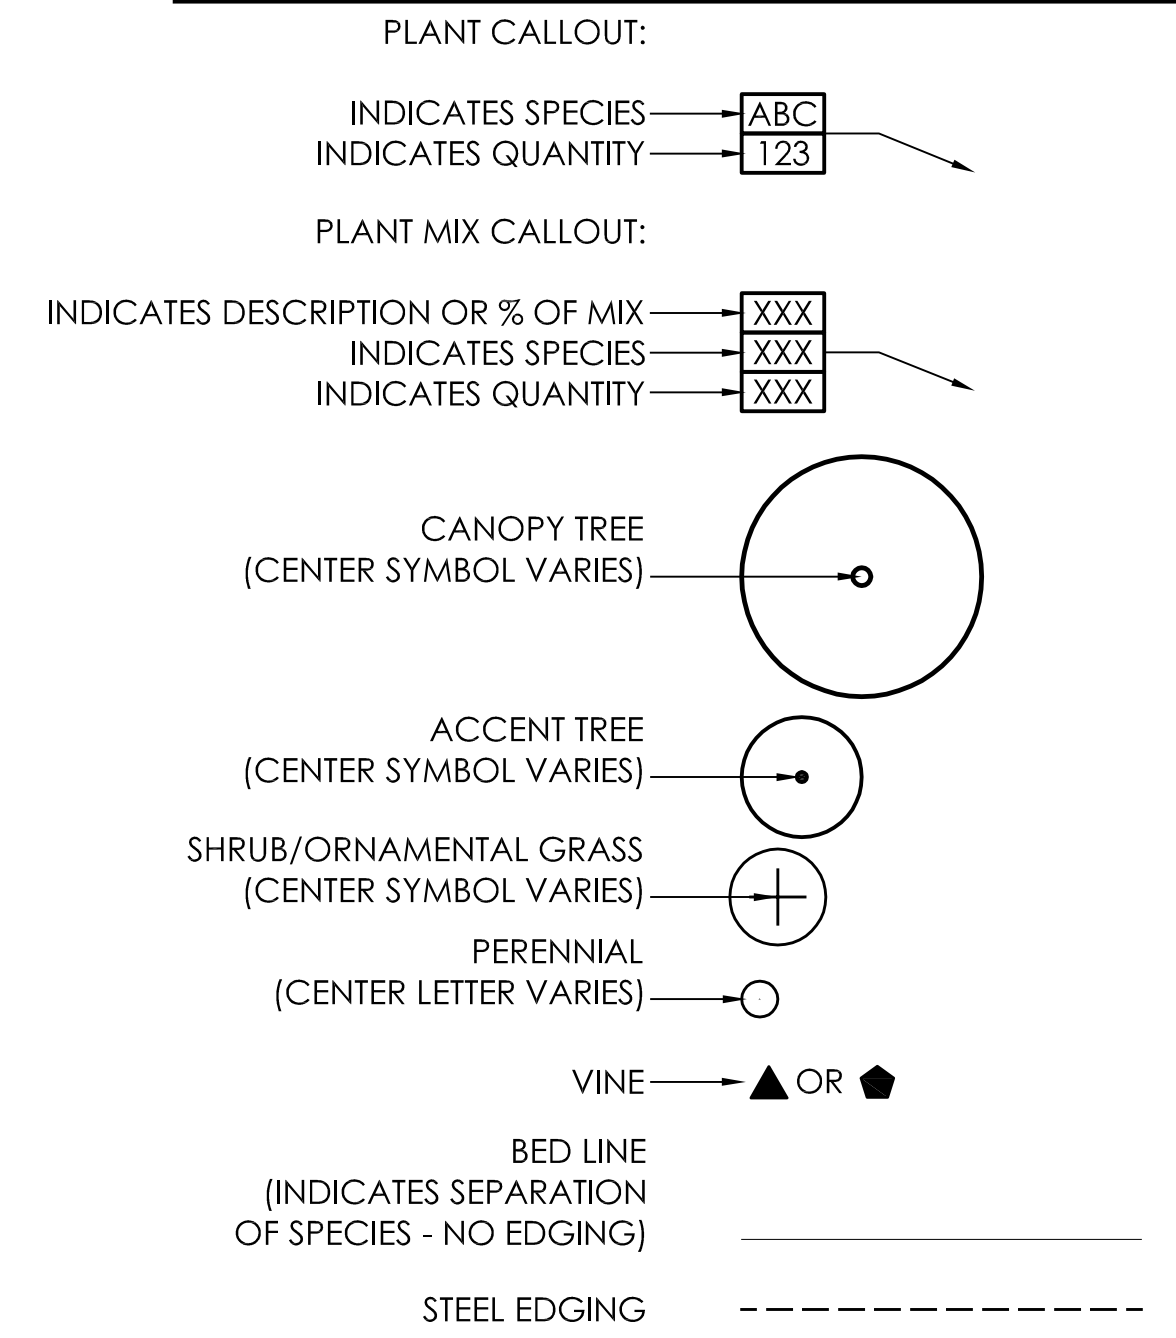 PLANT CALLOUT:
INDICATES SPECIES ABC
INDICATES QUANTITY 123
PLANT MIX CALLOUT:
INDICATES DESCRIPTION OR % OF MIX XXX
INDICATES SPECIES XXX
INDICATES QUANTITY XXX
CANOPY TREE
(CENTER SYMBOL VARIES)
ACCENT TREE
(CENTER SYMBOL VARIES)
SHRUB/ORNAMENTAL GRASS
(CENTER SYMBOL VARIES)
PERENNIAL
(CENTER LETTER VARIES)
VINE OR
BED LINE
(INDICATES SEPARATION
OF SPECIES - NO EDGING)
STEEL EDGING